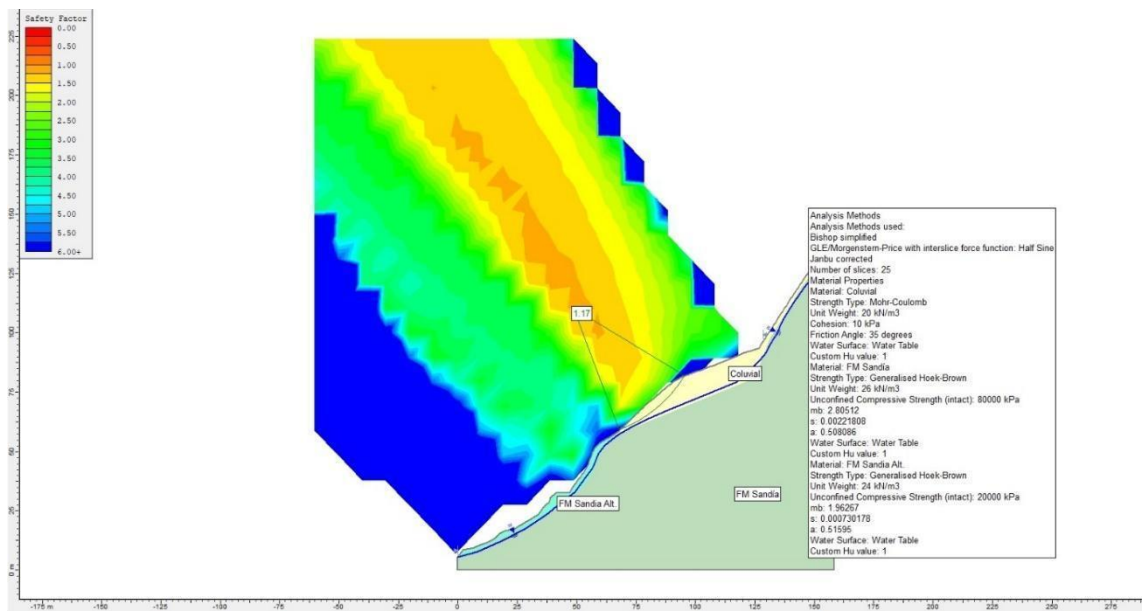 Safety Factor
0.00
0.50
1.00
1.50
2.00
2.50
3.00
3.50
4.00
4.50
5.00
5.50
6.00+
225
200
175
150
125
100
75
50
25
0 m
1.17
Coluvial
FM Sandia Alt.
FM Sandía
Analysis Methods
Analysis Methods used:
Bishop simplified
GLE/Morgenstern-Price with interslice force function: Half Sine
Janbu corrected
Number of slices: 25
Material Properties
Material: Coluvial
Strength Type: Mohr-Coulomb
Unit Weight: 20 kN/m3
Cohesion: 10 kPa
Friction Angle: 35 degrees
Water Surface: Water Table
Custom Hu value: 1
Material: FM Sandía
Strength Type: Generalised Hoek-Brown
Unit Weight: 26 kN/m3
Unconfined Compressive Strength (intact): 80000 kPa
mb: 2.80512
s: 0.00221808
a: 0.508086
Water Surface: Water Table
Custom Hu value: 1
Material: FM Sandia Alt.
Strength Type: Generalised Hoek-Brown
Unit Weight: 24 kN/m3
Unconfined Compressive Strength (intact): 20000 kPa
mb: 1.96267
s: 0.000730178
a: 0.51595
Water Surface: Water Table
Custom Hu value: 1
-175 m -150 -125 -100 -75 -50 -25 0 25 50 75 100 125 150 175 200 225 250 275